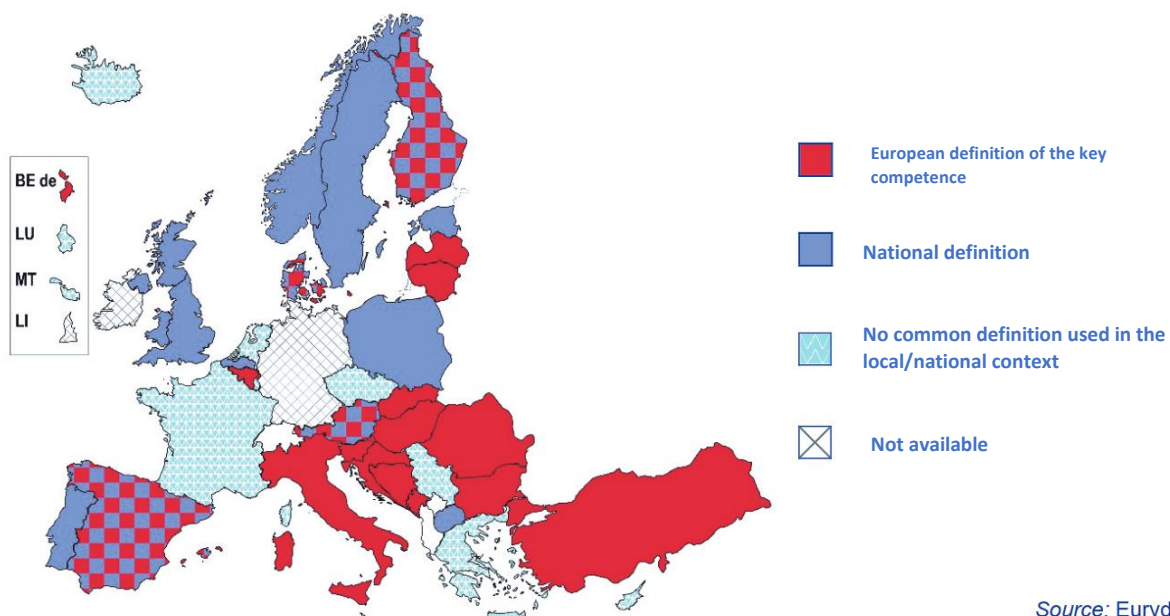 BE de
LU
MT
LI
European definition of the key
competence
National definition
No common definition used in the
local/national context
Not available
Source: Euryd